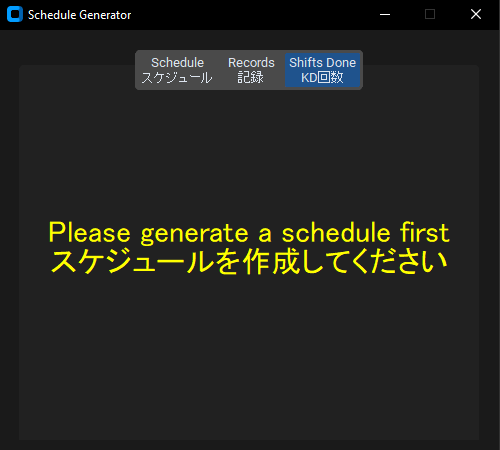 Schedule Generator
Schedule Records Shifts Done
スケジュール 記録 KD回数
Please generate a schedule first
スケジュールを作成してください